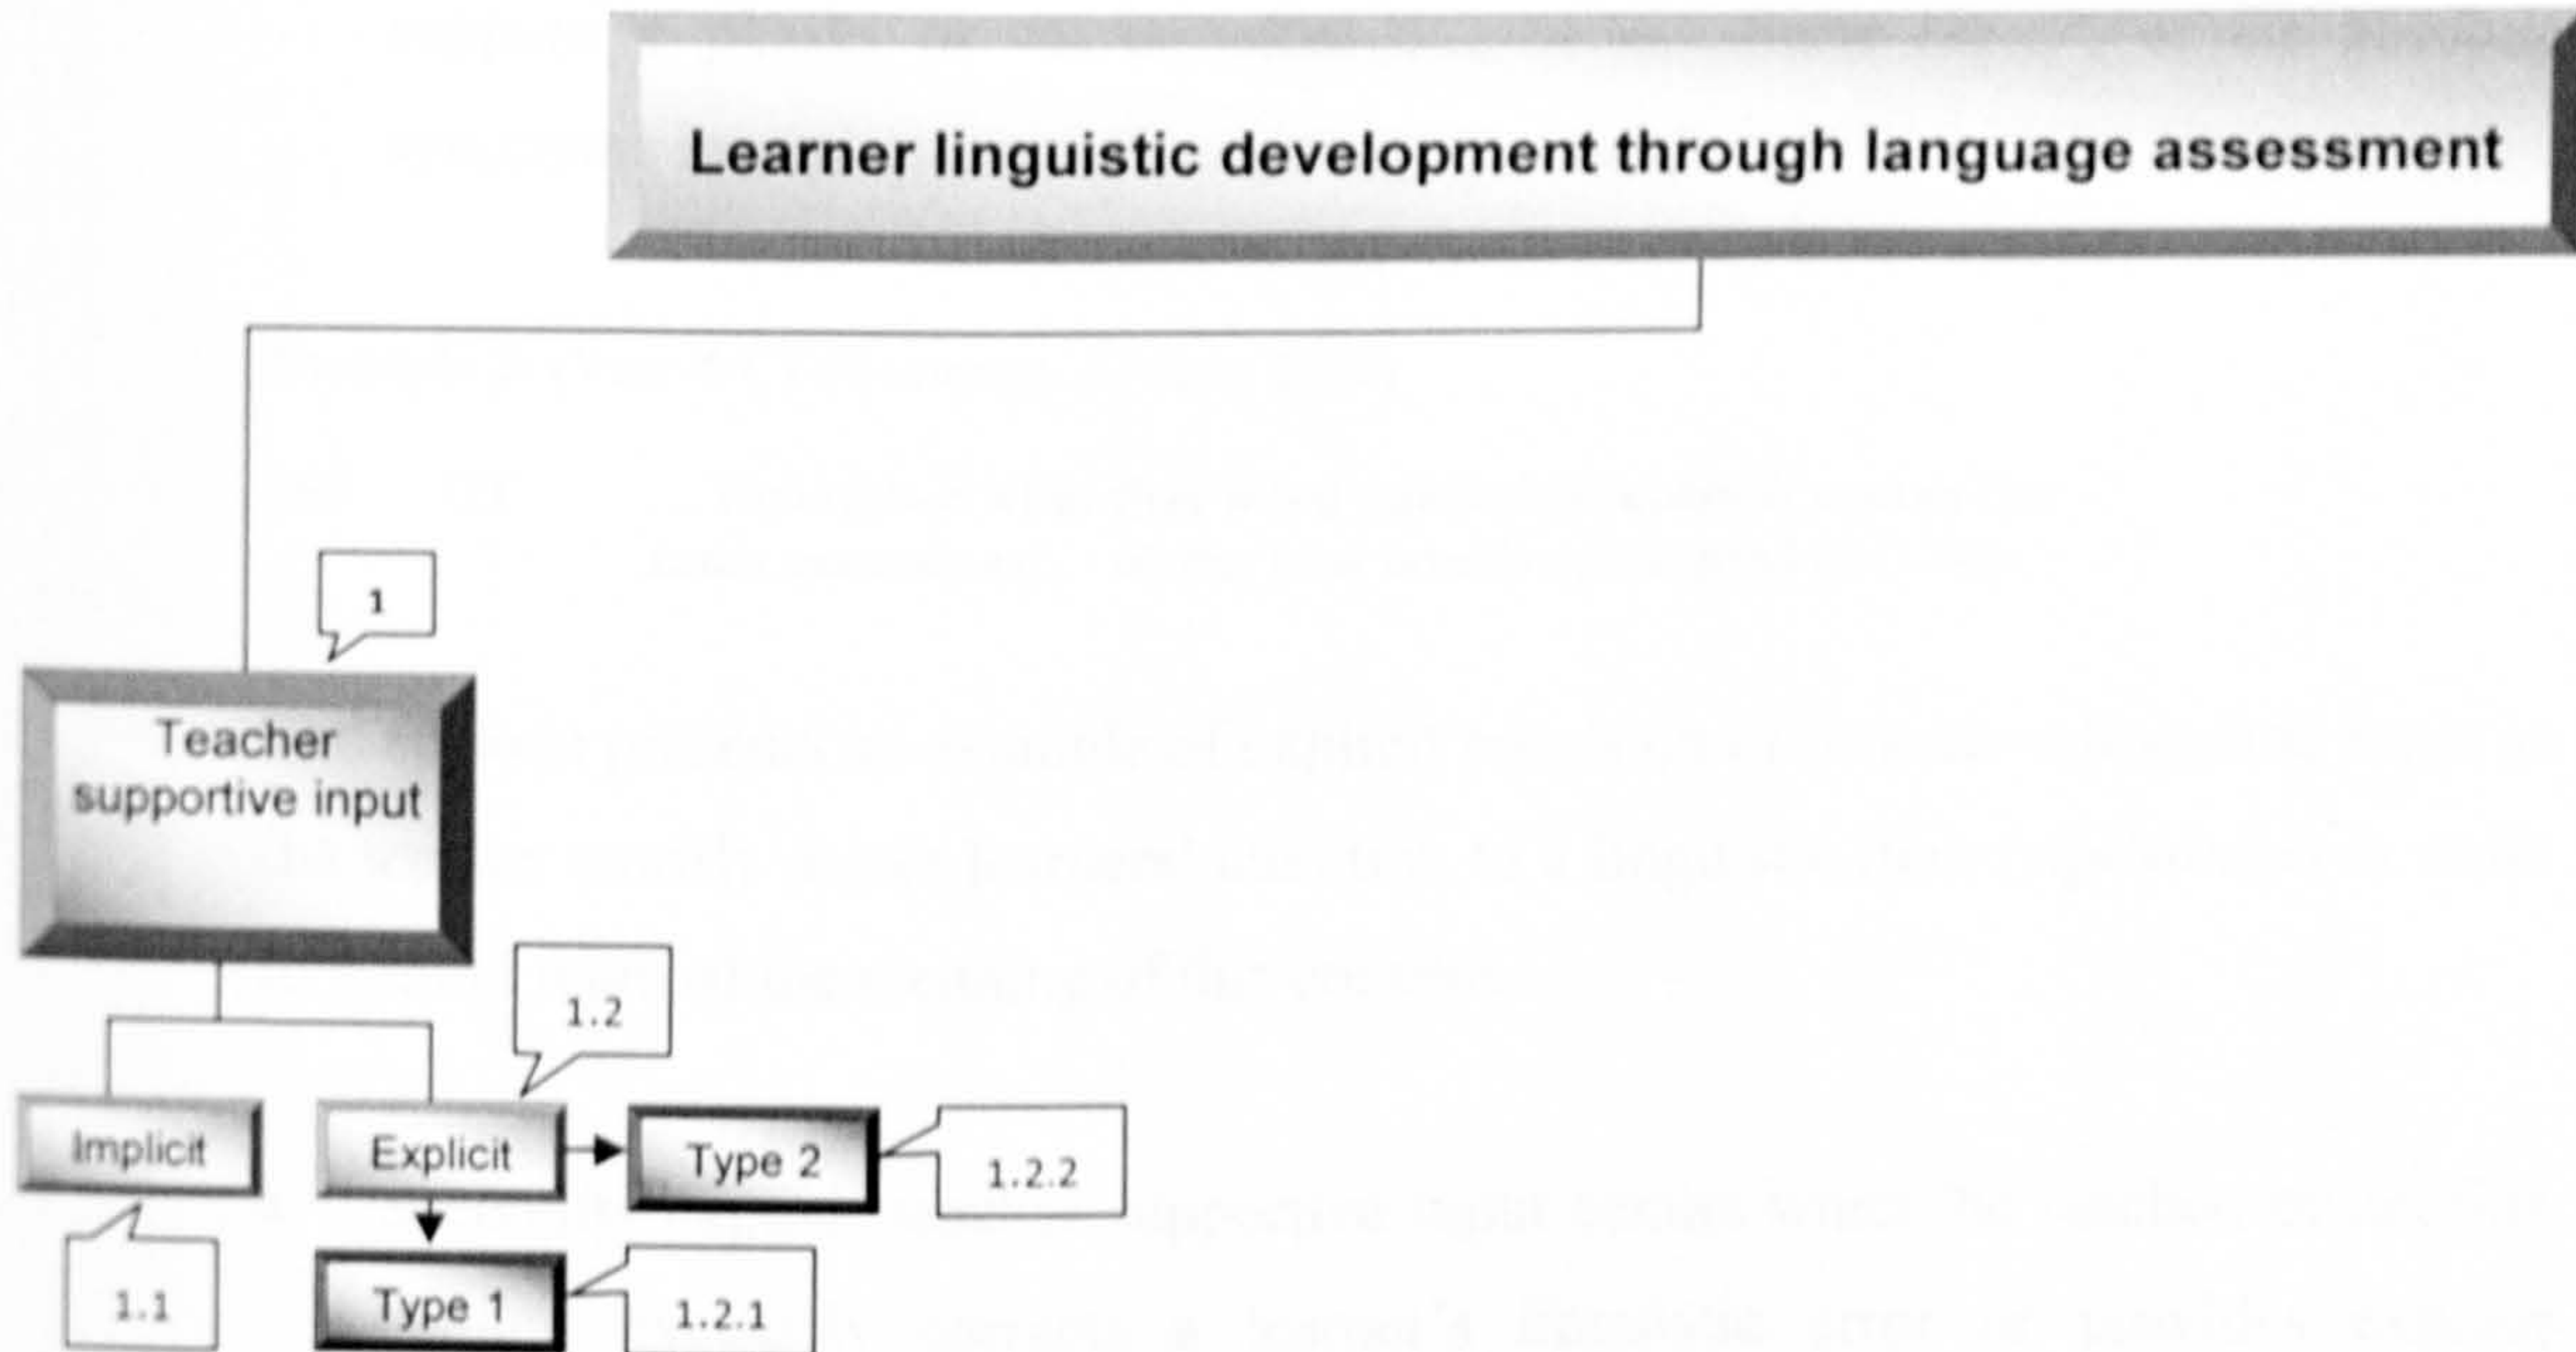 Learner linguistic development through language assessment
1
Teacher
supportive input
1.2
Implicit
Explicit
Type 2
1.2.2
1.1
Type 1
1.2.1